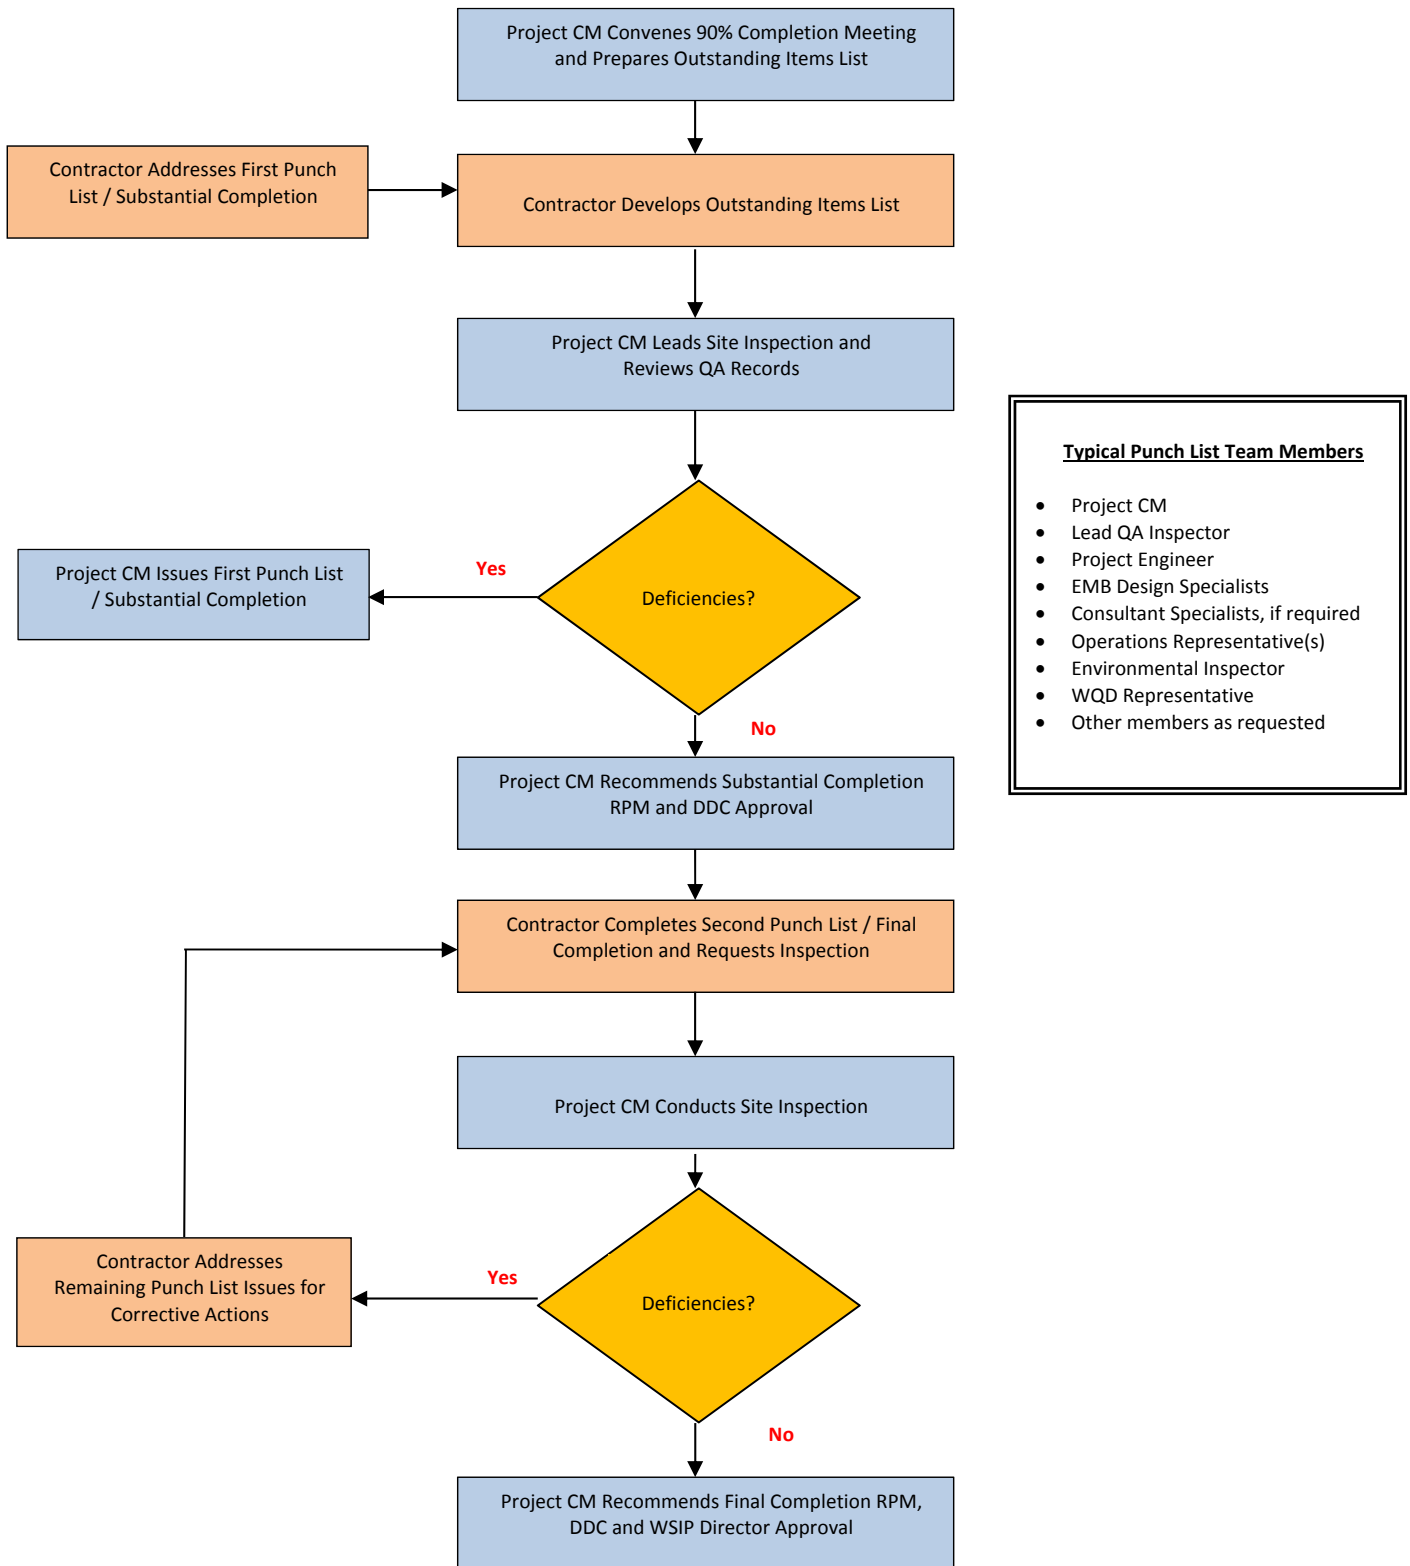 Project CM Convenes 90% Completion Meeting
and Prepares Outstanding Items List
Contractor Addresses First Punch
List / Substantial Completion
Contractor Develops Outstanding Items List
Project CM Leads Site Inspection and
Reviews QA Records
Typical Punch List Team Members
• Project CM
• Lead QA Inspector
• Project Engineer
• EMB Design Specialists
• Consultant Specialists, if required
• Operations Representative(s)
• Environmental Inspector
• WQD Representative
• Other members as requested
Project CM Issues First Punch List
/ Substantial Completion
Yes
Deficiencies?
No
Project CM Recommends Substantial Completion
RPM and DDC Approval
Contractor Completes Second Punch List / Final
Completion and Requests Inspection
Project CM Conducts Site Inspection
Contractor Addresses
Remaining Punch List Issues for
Corrective Actions
Yes
Deficiencies?
No
Project CM Recommends Final Completion RPM,
DDC and WSIP Director Approval